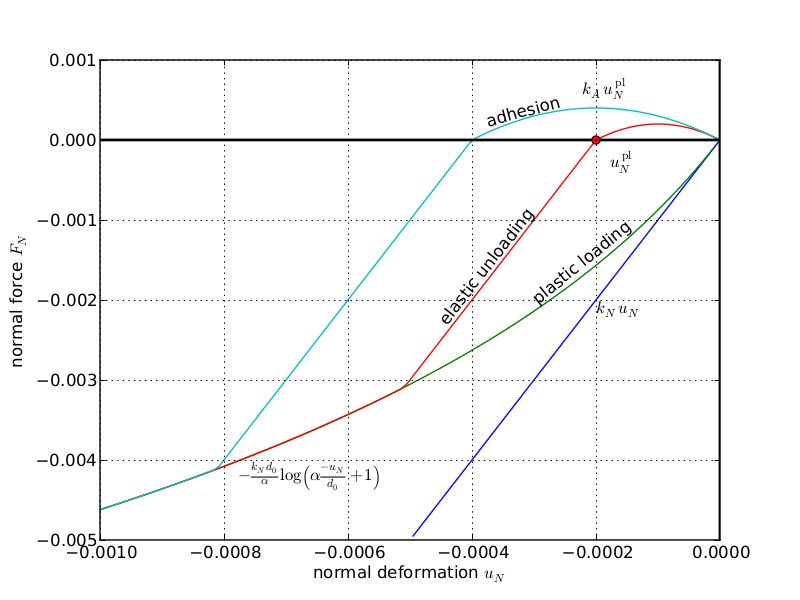 0.001
k_A u_N^pl
adhesion
0.000
u_N^pl
−0.001
elastic unloading
plastic loading
−0.002
k_N u_N
normal force F_N
−0.003
−0.004
−\frac{k_N d_0}{α} log(α \frac{−u_N}{d_0} + 1)
−0.005
−0.0010 −0.0008 −0.0006 −0.0004 −0.0002 0.0000
normal deformation u_N